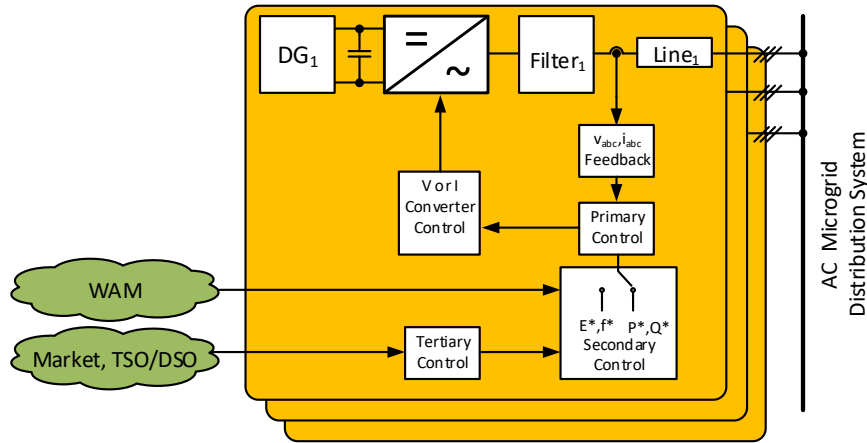 DG1
=
~
Filter1
Line1
vabc,iabc
Feedback
V or I
Converter
Control
Primary
Control
WAM
E*,f*
P*,Q*
Secondary
Control
Market, TSO/DSO
Tertiary
Control
AC Microgrid
Distribution System